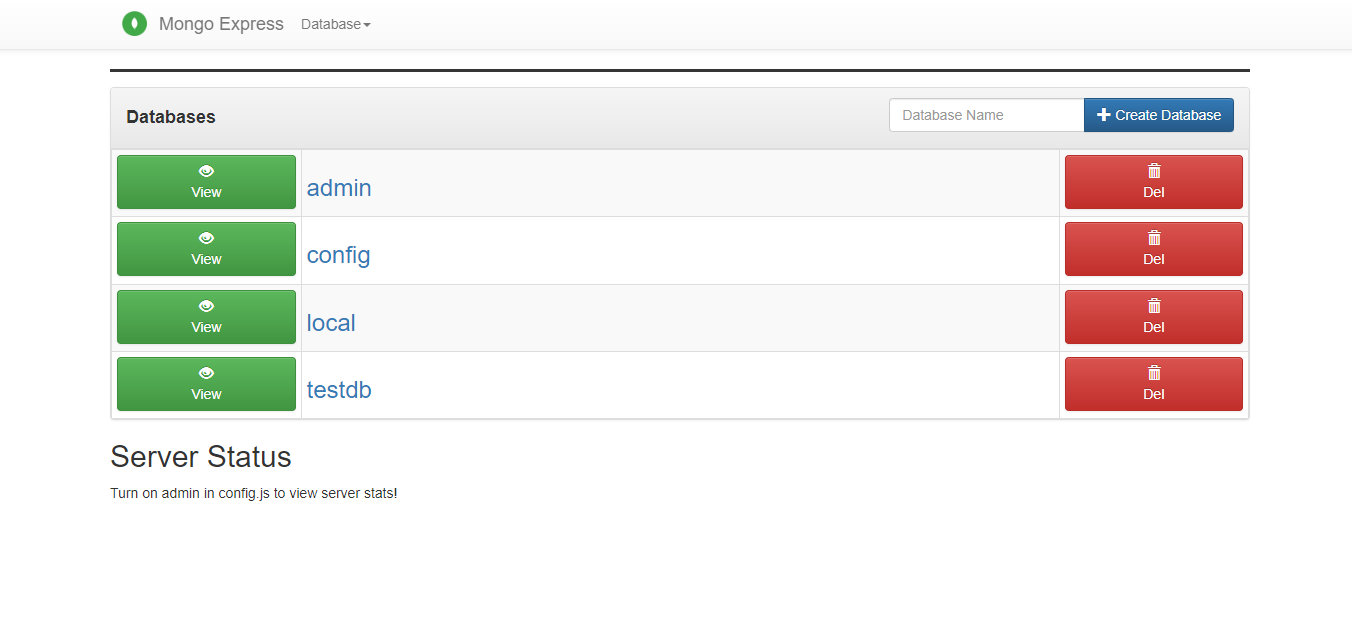 Mongo Express Database
Databases Database Name Create Database
View admin Del
View config Del
View local Del
View testdb Del
Server Status
Turn on admin in config.js to view server stats!